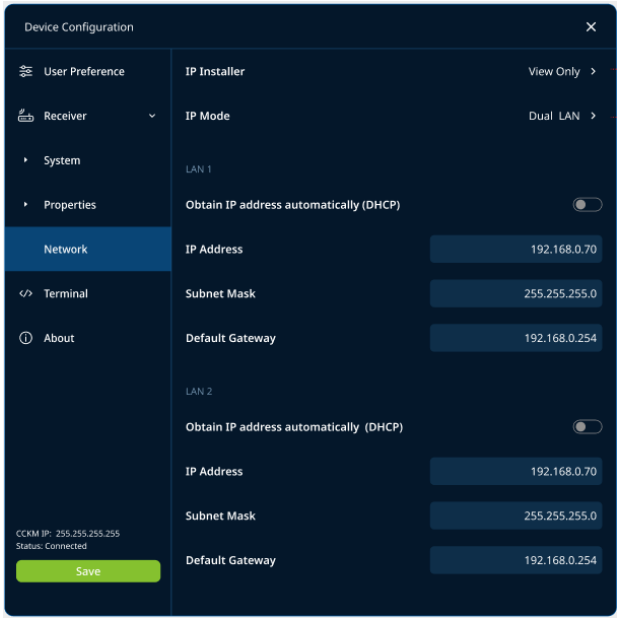 Device Configuration
User Preference
Receiver
System
Properties
Network
Terminal
About
CCKM IP: 255.255.255.255
Status: Connected
Save
IP Installer View Only
IP Mode Dual LAN
LAN 1
Obtain IP address automatically (DHCP)
IP Address 192.168.0.70
Subnet Mask 255.255.255.0
Default Gateway 192.168.0.254
LAN 2
Obtain IP address automatically (DHCP)
IP Address 192.168.0.70
Subnet Mask 255.255.255.0
Default Gateway 192.168.0.254